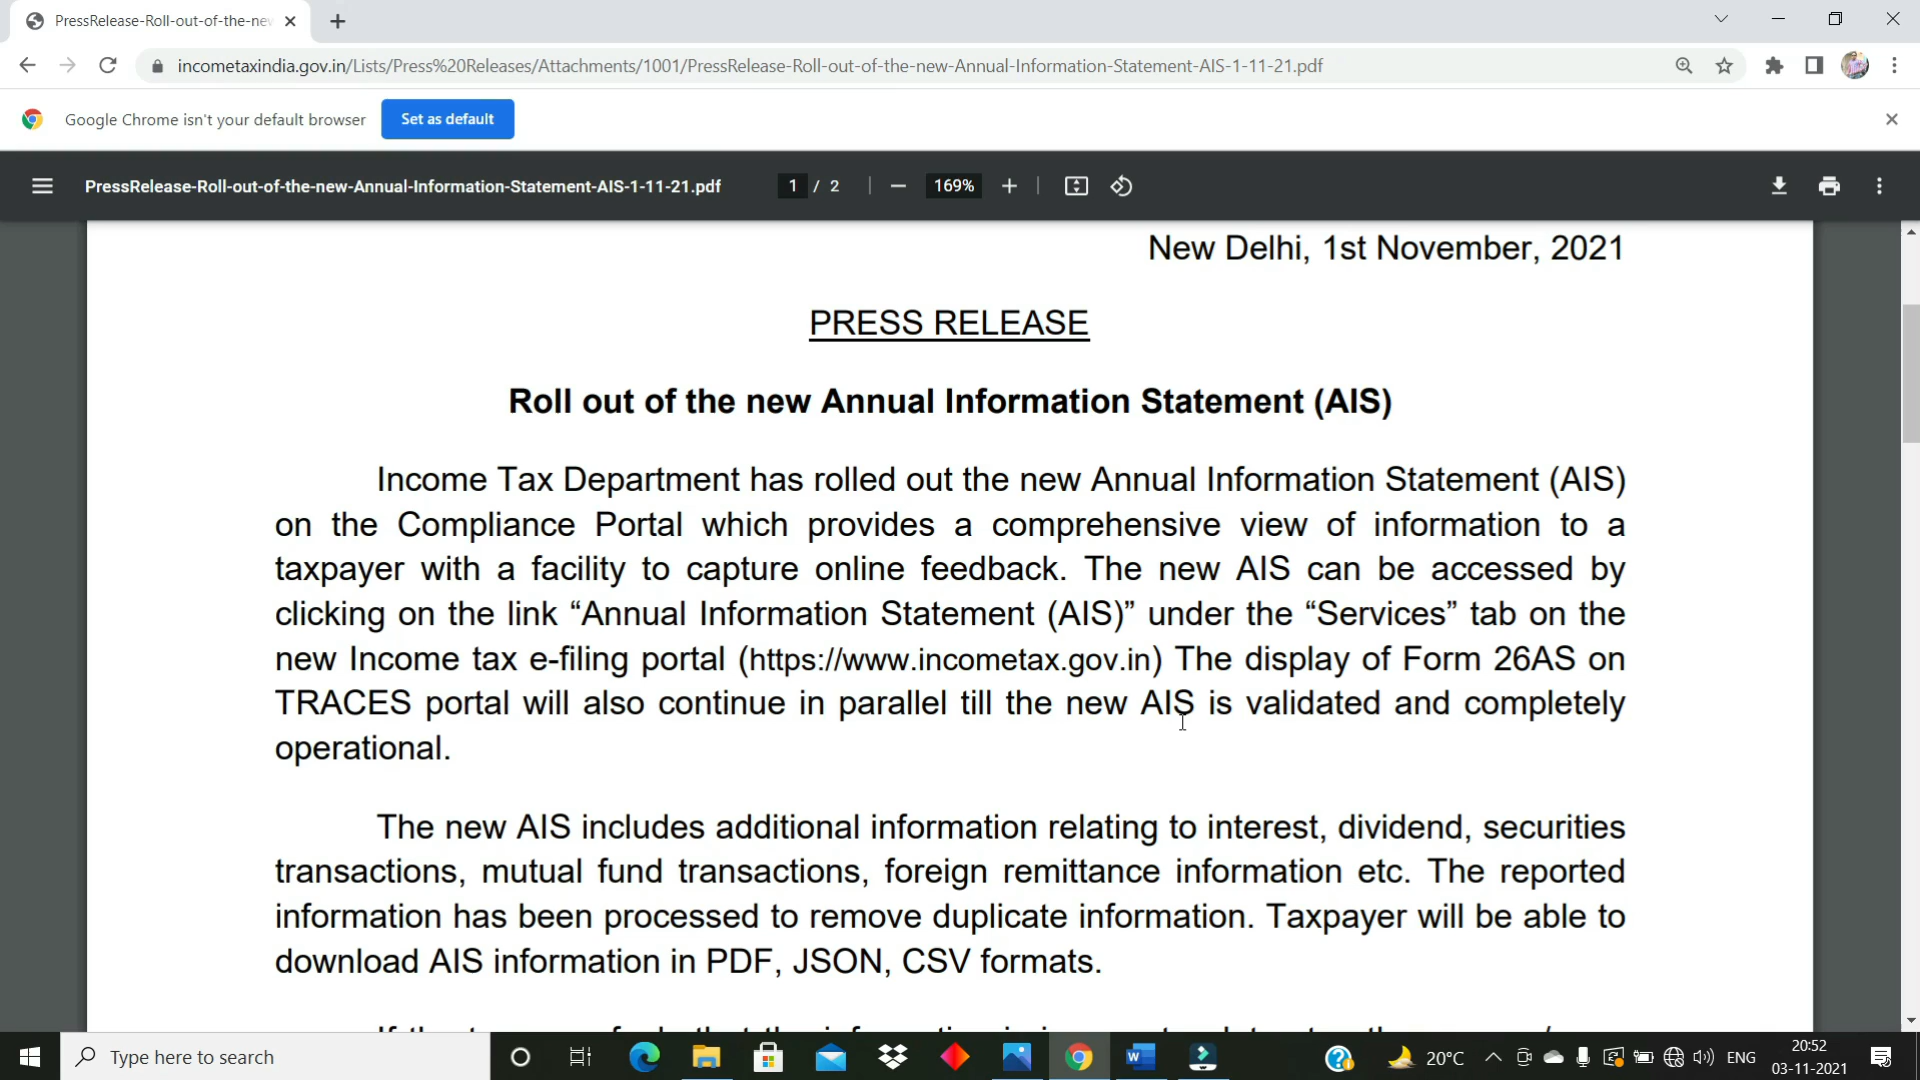 PressRelease-Roll-out-of-the-new
incometaxindia.gov.in/Lists/Press%20Releases/Attachments/1001/PressRelease-Roll-out-of-the-new-Annual-Information-Statement-AIS-1-11-21.pdf
Google Chrome isn't your default browser Set as default
PressRelease-Roll-out-of-the-new-Annual-Information-Statement-AIS-1-11-21.pdf 1 / 2 169%
New Delhi, 1st November, 2021
PRESS RELEASE
Roll out of the new Annual Information Statement (AIS)
Income Tax Department has rolled out the new Annual Information Statement (AIS)
on the Compliance Portal which provides a comprehensive view of information to a
taxpayer with a facility to capture online feedback. The new AIS can be accessed by
clicking on the link “Annual Information Statement (AIS)” under the “Services” tab on the
new Income tax e-filing portal (https://www.incometax.gov.in) The display of Form 26AS on
TRACES portal will also continue in parallel till the new AIS is validated and completely
operational.
The new AIS includes additional information relating to interest, dividend, securities
transactions, mutual fund transactions, foreign remittance information etc. The reported
information has been processed to remove duplicate information. Taxpayer will be able to
download AIS information in PDF, JSON, CSV formats.
Type here to search 20°C ENG 20:52
03-11-2021